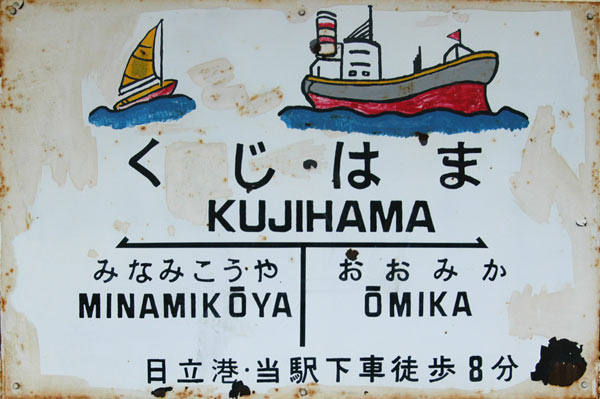 くじはま
KUJIHAMA
みなみこうや おおみか
MINAMIKŌYA ŌMIKA
日立港・当駅下車徒歩8分